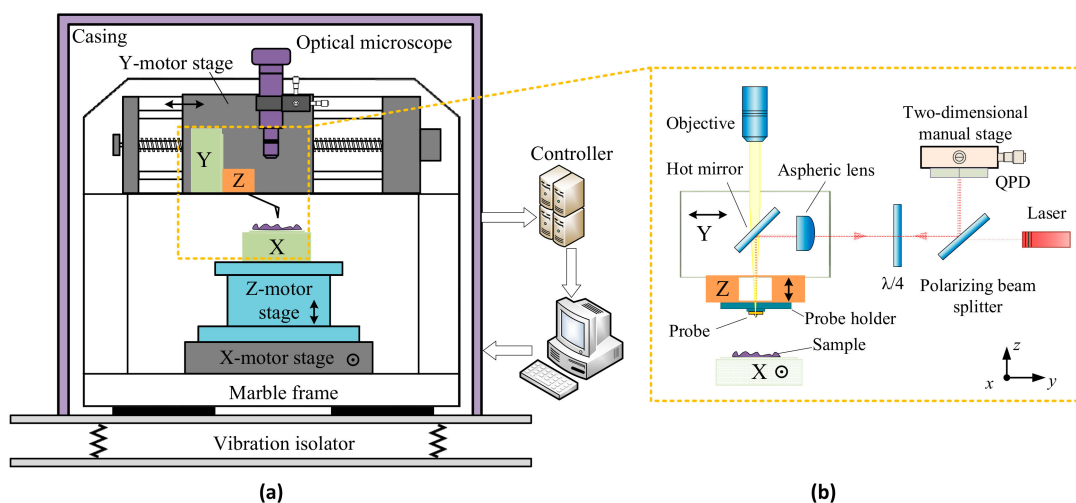 Casing
Optical microscope
Y-motor stage
Y
Z
X
Z-motor
stage
X-motor stage
Marble frame
Vibration isolator
(a)
Controller
Two-dimensional
manual stage
Objective
QPD
Hot mirror
Aspheric lens
Laser
Y
λ/4
Polarizing beam
splitter
Z
Probe holder
Probe
Sample
X
z
x
y
(b)